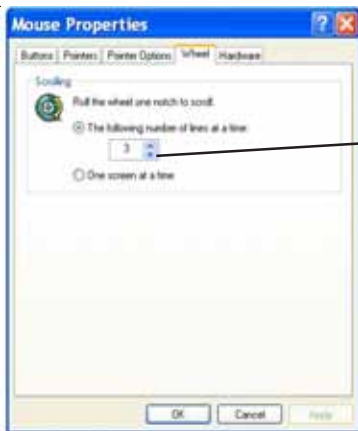 Mouse Properties
Buttons Pointers Pointer Options Wheel Hardware
Scrolling
Roll the wheel one notch to scroll:
The following number of lines at a time:
3
One screen at a time
OK Cancel Apply